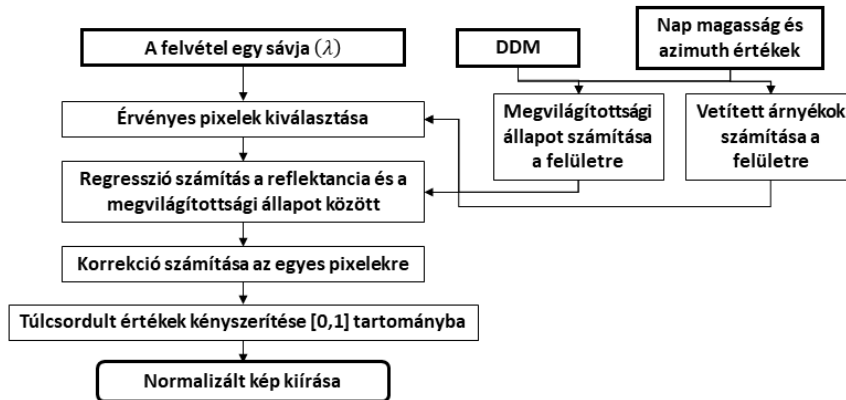 A felvétel egy sávja (λ)
DDM
Nap magasság és
azimuth értékek
Érvényes pixelek kiválasztása
Megvilágítottsági
állapot számítása
a felületre
Vetített árnyékok
számítása a
felületre
Regresszió számítás a reflektancia és a
megvilágítottsági állapot között
Korrekció számítása az egyes pixelekre
Túlcsordult értékek kényszerítése [0,1] tartományba
Normalizált kép kiírása